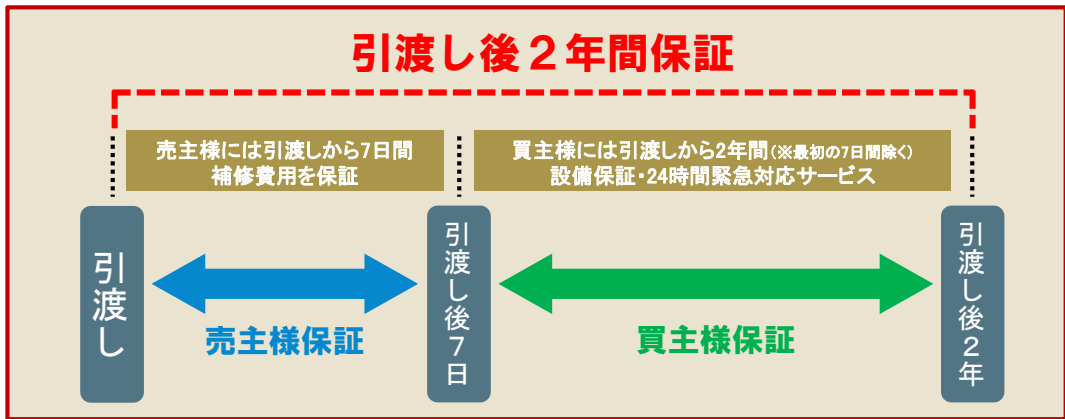 引渡し後２年間保証
売主様には引渡しから7日間
補修費用を保証
買主様には引渡しから2年間(※最初の7日間除く)
設備保証・24時間緊急対応サービス
引渡し
引渡し後７日
引渡し後２年
売主様保証
買主様保証